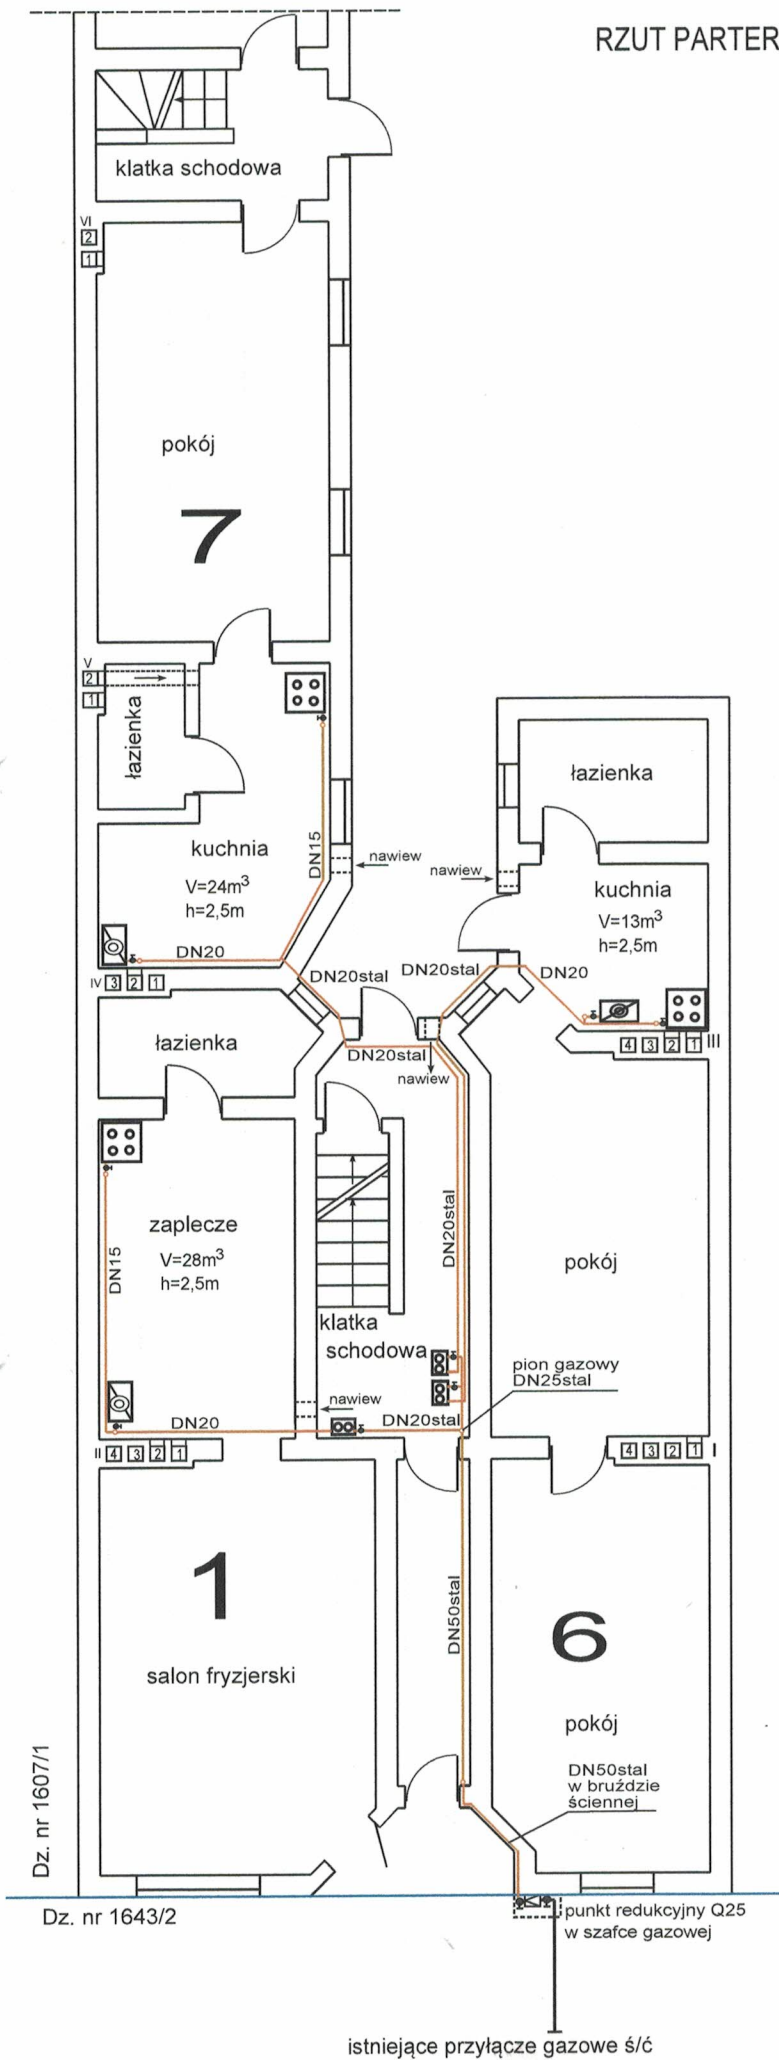 RZUT PARTER
klatka schodowa
VI
2
1
pokój
7
V
2
1
łazienka
łazienka
kuchnia
V=24m3
h=2,5m
DN15
nawiew
nawiew
kuchnia
V=13m3
h=2,5m
DN20
DN20stal
DN20stal
DN20
IV 3 2 1
łazienka
DN20stal
nawiew
4 3 2 1 III
zaplecze
V=28m3
h=2,5m
DN15
DN20stal
pokój
klatka
schodowa
pion gazowy
DN25stal
nawiew
DN20
DN20stal
II 4 3 2 1
4 3 2 1 I
1
salon fryzjerski
DN50stal
6
pokój
DN50stal
w bruździe
ściennej
Dz. nr 1607/1
Dz. nr 1643/2
punkt redukcyjny Q25
w szafce gazowej
istniejące przyłącze gazowe ś/ć